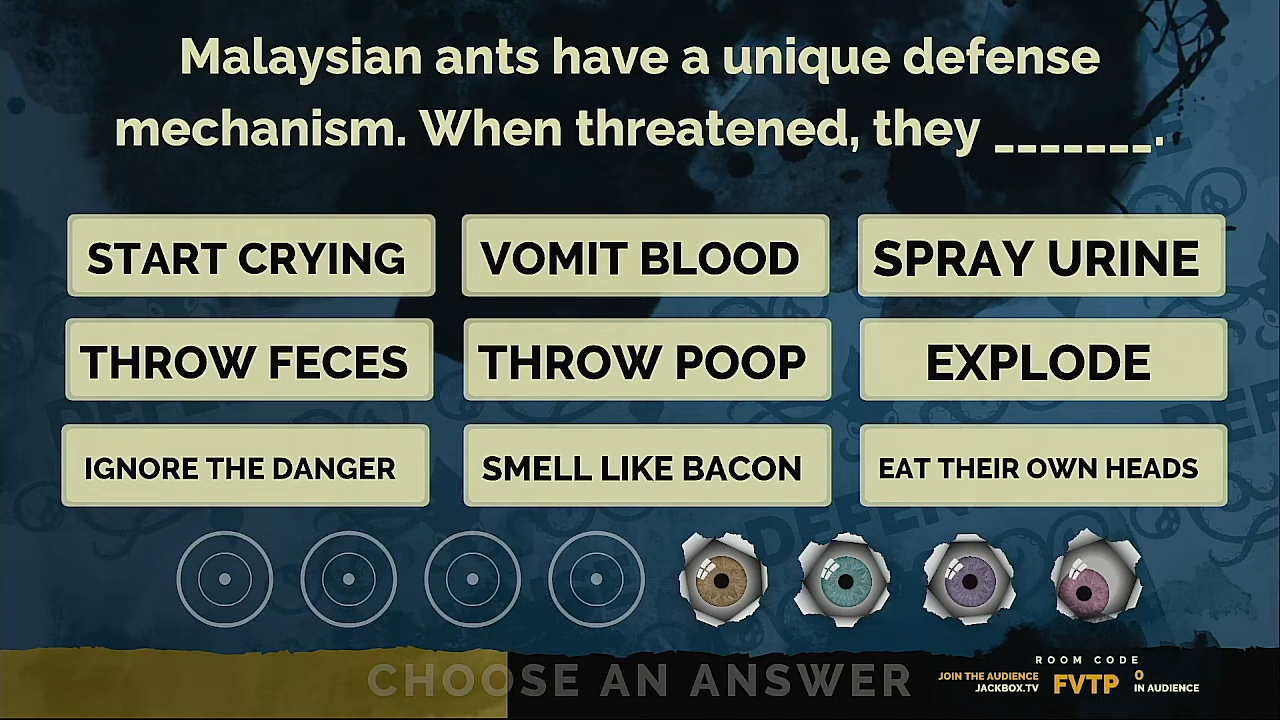 Malaysian ants have a unique defense
mechanism. When threatened, they _______.
START CRYING
VOMIT BLOOD
SPRAY URINE
THROW FECES
THROW POOP
EXPLODE
IGNORE THE DANGER
SMELL LIKE BACON
EAT THEIR OWN HEADS
CHOOSE AN ANSWER
ROOM CODE
JOIN THE AUDIENCE
JACKBOX.TV
FVTP
0
IN AUDIENCE